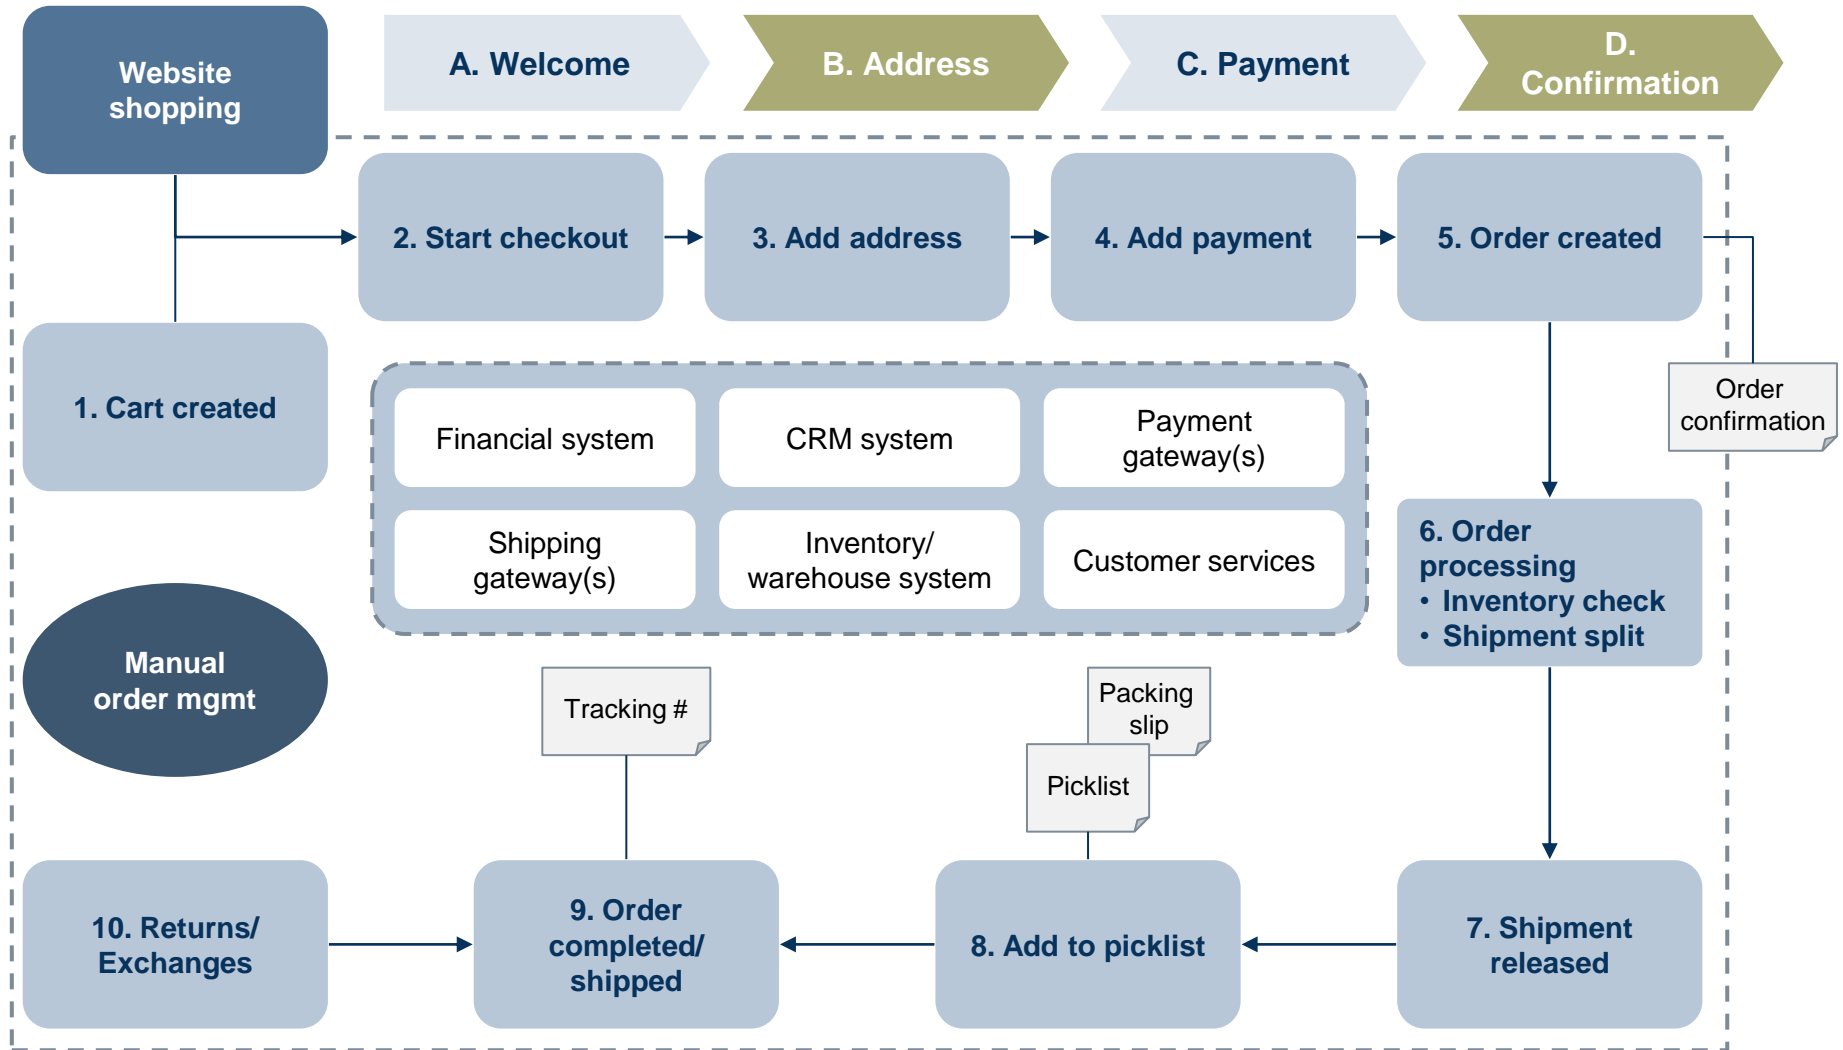 Website
shopping
A. Welcome
B. Address
C. Payment
D.
Confirmation
2. Start checkout
3. Add address
4. Add payment
5. Order created
1. Cart created
Financial system
CRM system
Payment
gateway(s)
Order
confirmation
Shipping
gateway(s)
Inventory/
warehouse system
Customer services
6. Order
processing
• Inventory check
• Shipment split
Manual
order mgmt
Tracking #
Packing
slip
Picklist
10. Returns/
Exchanges
9. Order
completed/
shipped
8. Add to picklist
7. Shipment
released